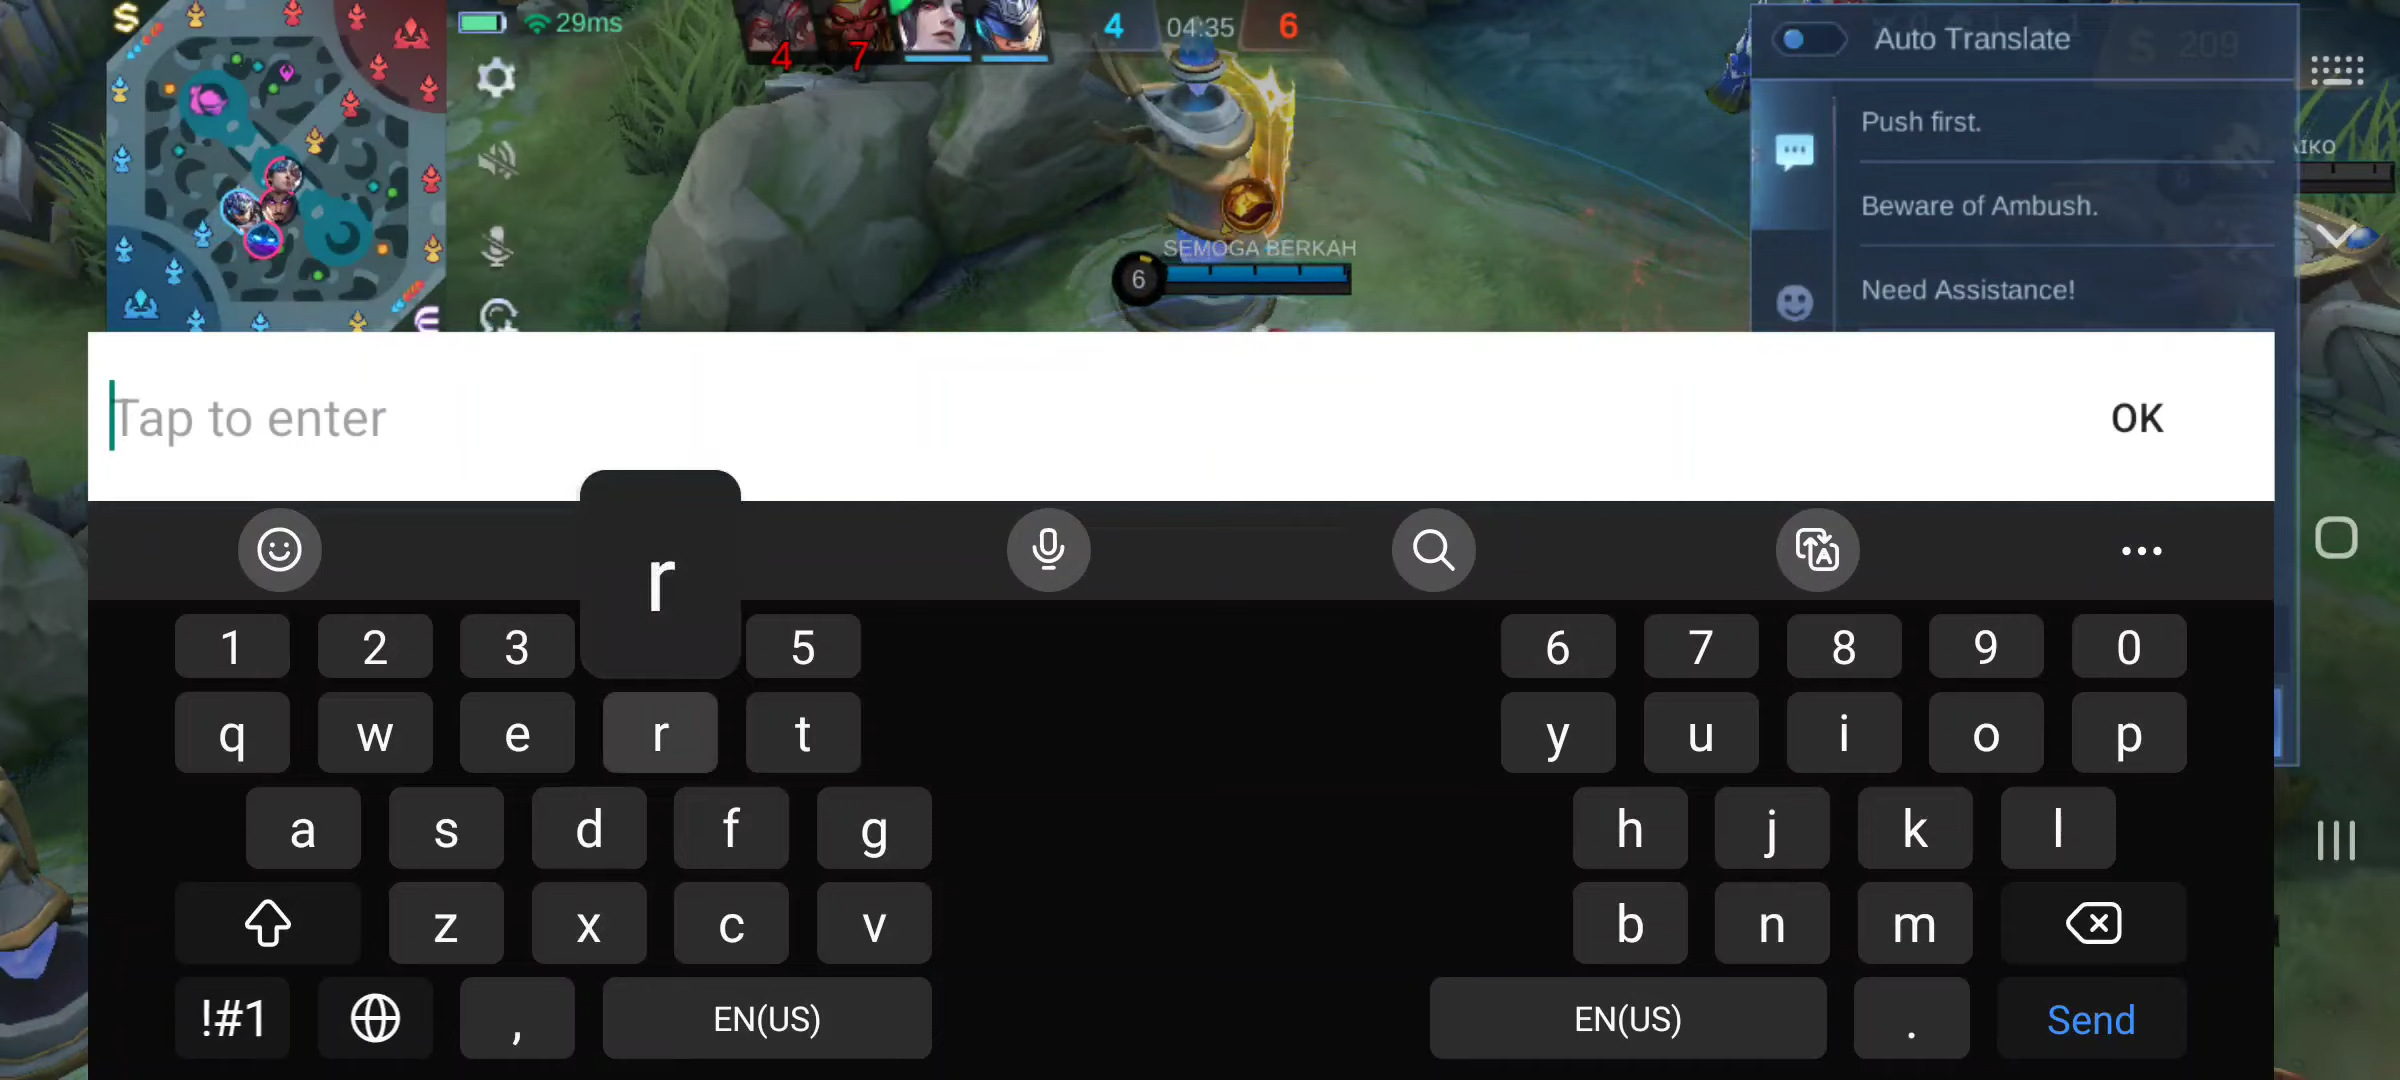 29ms
4
7
4
04:35
6
Auto Translate
$ 209
Push first.
Beware of Ambush.
Need Assistance!
SEMOGA BERKAH
6
Tap to enter
OK
r
1 2 3 5 6 7 8 9 0
q w e r t y u i o p
a s d f g h j k l
z x c v b n m
!#1 , EN(US) EN(US) . Send